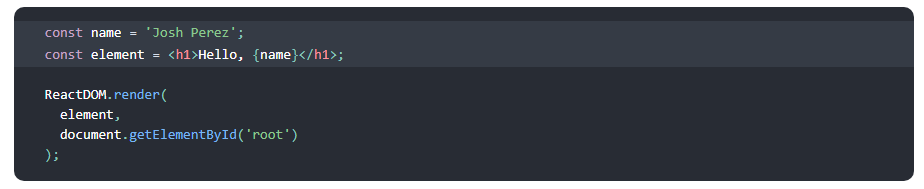 const name = 'Josh Perez';
const element = <h1>Hello, {name}</h1>;
ReactDOM.render(
element,
document.getElementById('root')
);